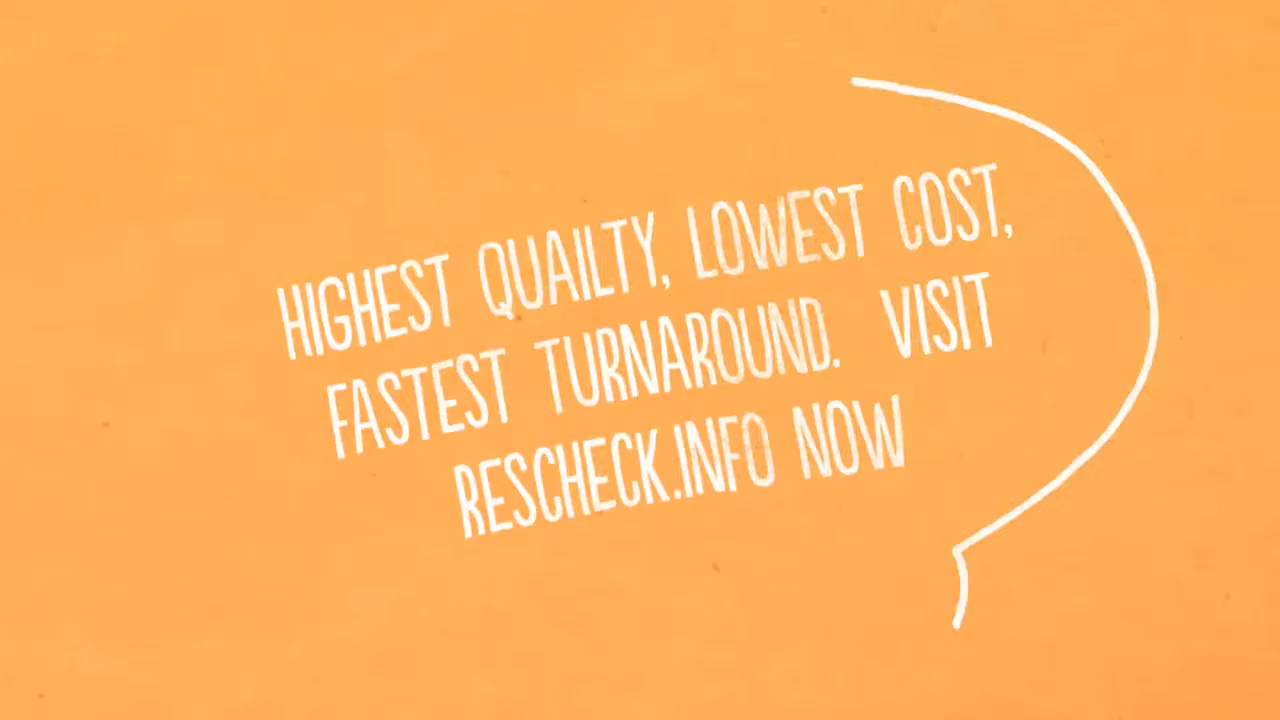 HIGHEST QUAILTY, LOWEST COST,
FASTEST TURNAROUND.  VISIT
RESCHECK.INFO NOW